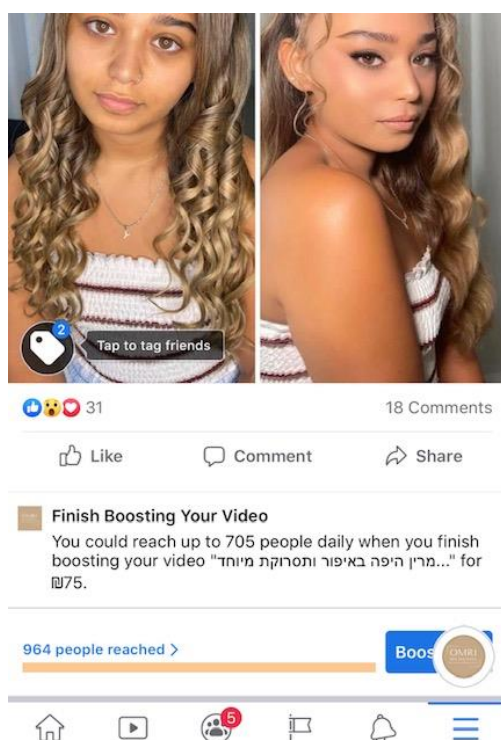 2
Tap to tag friends
31
18 Comments
Like
Comment
Share
Finish Boosting Your Video
You could reach up to 705 people daily when you finish
boosting your video "מרין היפה באיפור ותסרוקת מיוחד..." for
₪75.
964 people reached
Boos
OMRI
5